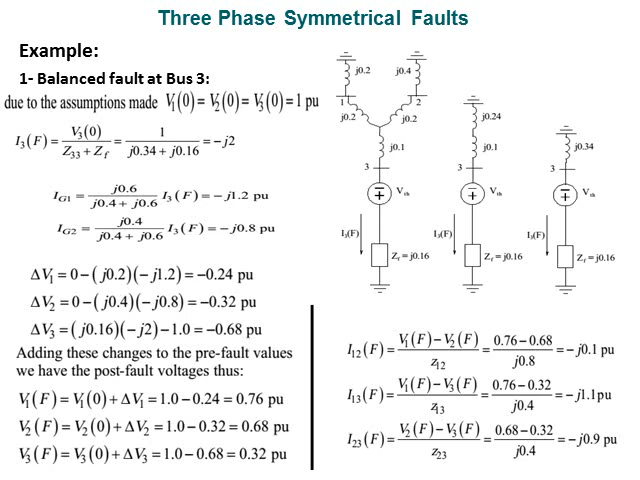 Three Phase Symmetrical Faults
Example:
1- Balanced fault at Bus 3:
due to the assumptions made V₁(0) = V₂(0) = V₃(0) = 1 pu
I₃(F) = V₃(0) / (Z₃₃ + Z_f) = 1 / (j0.34 + j0.16) = −j2
I_G1 = j0.6 / (j0.4 + j0.6) I₃(F) = −j1.2 pu
I_G2 = j0.4 / (j0.4 + j0.6) I₃(F) = −j0.8 pu
ΔV₁ = 0 − (j0.2)(−j1.2) = −0.24 pu
ΔV₂ = 0 − (j0.4)(−j0.8) = −0.32 pu
ΔV₃ = (j0.16)(−j2) − 1.0 = −0.68 pu
Adding these changes to the pre-fault values
we have the post-fault voltages thus:
V₁(F) = V₁(0) + ΔV₁ = 1.0 − 0.24 = 0.76 pu
V₂(F) = V₂(0) + ΔV₂ = 1.0 − 0.32 = 0.68 pu
V₃(F) = V₃(0) + ΔV₃ = 1.0 − 0.68 = 0.32 pu
j0.2 j0.4
1 2
j0.2 j0.2
j0.1
3
V_th
I₃(F)
Z_f = j0.16
j0.24
j0.1
3
V_th
I₃(F)
Z_f = j0.16
j0.34
3
V_th
I₃(F)
Z_f = j0.16
I₁₂(F) = (V₁(F) − V₂(F)) / z₁₂ = (0.76 − 0.68) / j0.8 = −j0.1 pu
I₁₃(F) = (V₁(F) − V₃(F)) / z₁₃ = (0.76 − 0.32) / j0.4 = −j1.1pu
I₂₃(F) = (V₂(F) − V₃(F)) / z₂₃ = (0.68 − 0.32) / j0.4 = −j0.9 pu